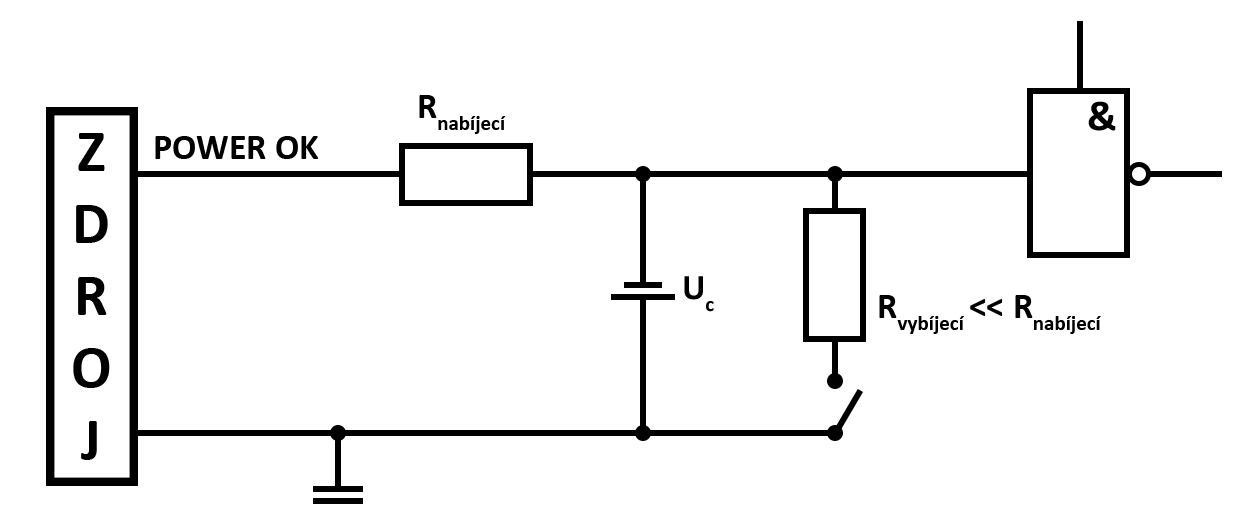 Z
D
R
O
J
POWER OK
Rnabíjecí
Uc
Rvybíjecí << Rnabíjecí
&